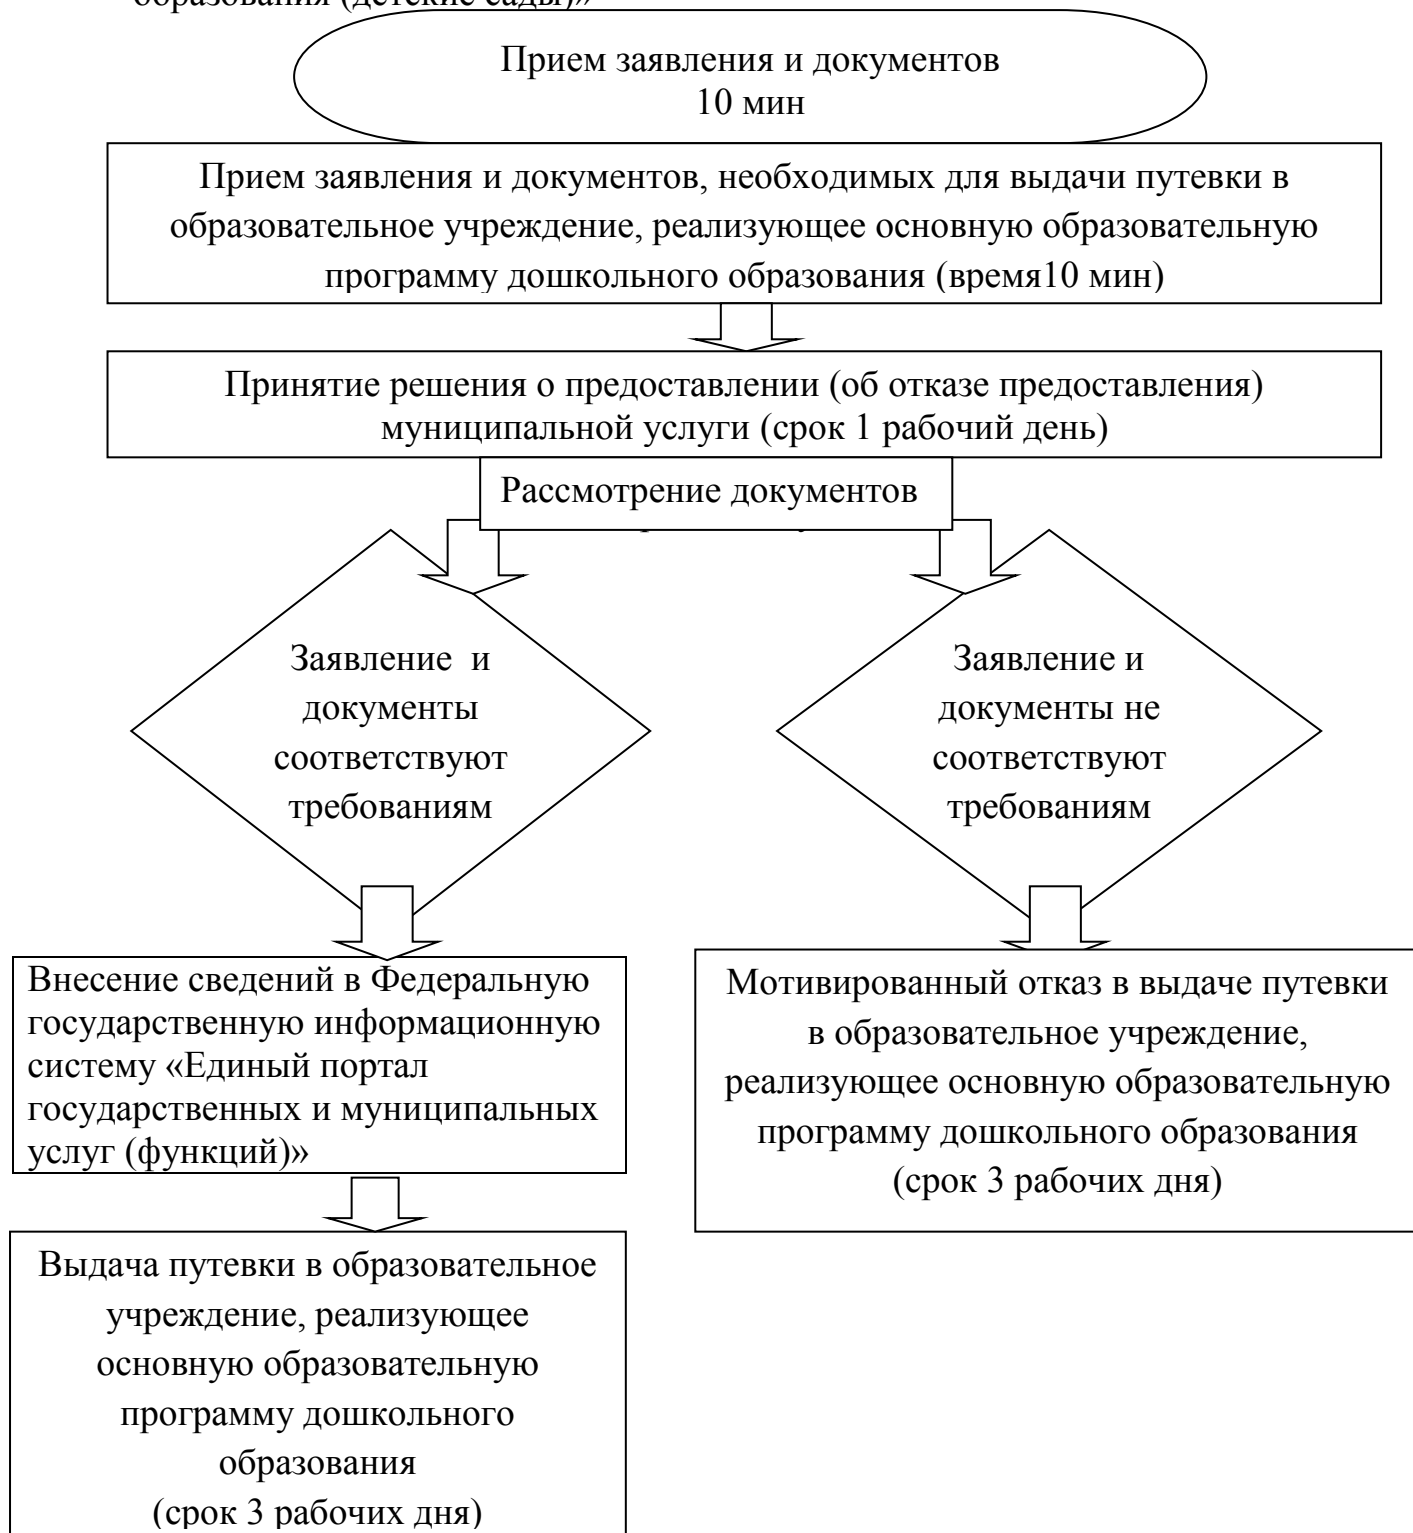 образования (детские сады)»
Прием заявления и документов
10 мин
Прием заявления и документов, необходимых для выдачи путевки в
образовательное учреждение, реализующее основную образовательную
программу дошкольного образования (время10 мин)
Принятие решения о предоставлении (об отказе предоставления)
муниципальной услуги (срок 1 рабочий день)
Рассмотрение документов
Заявление и
документы
соответствуют
требованиям
Заявление и
документы не
соответствуют
требованиям
Внесение сведений в Федеральную
государственную информационную
систему «Единый портал
государственных и муниципальных
услуг (функций)»
Мотивированный отказ в выдаче путевки
в образовательное учреждение,
реализующее основную образовательную
программу дошкольного образования
(срок 3 рабочих дня)
Выдача путевки в образовательное
учреждение, реализующее
основную образовательную
программу дошкольного
образования
(срок 3 рабочих дня)